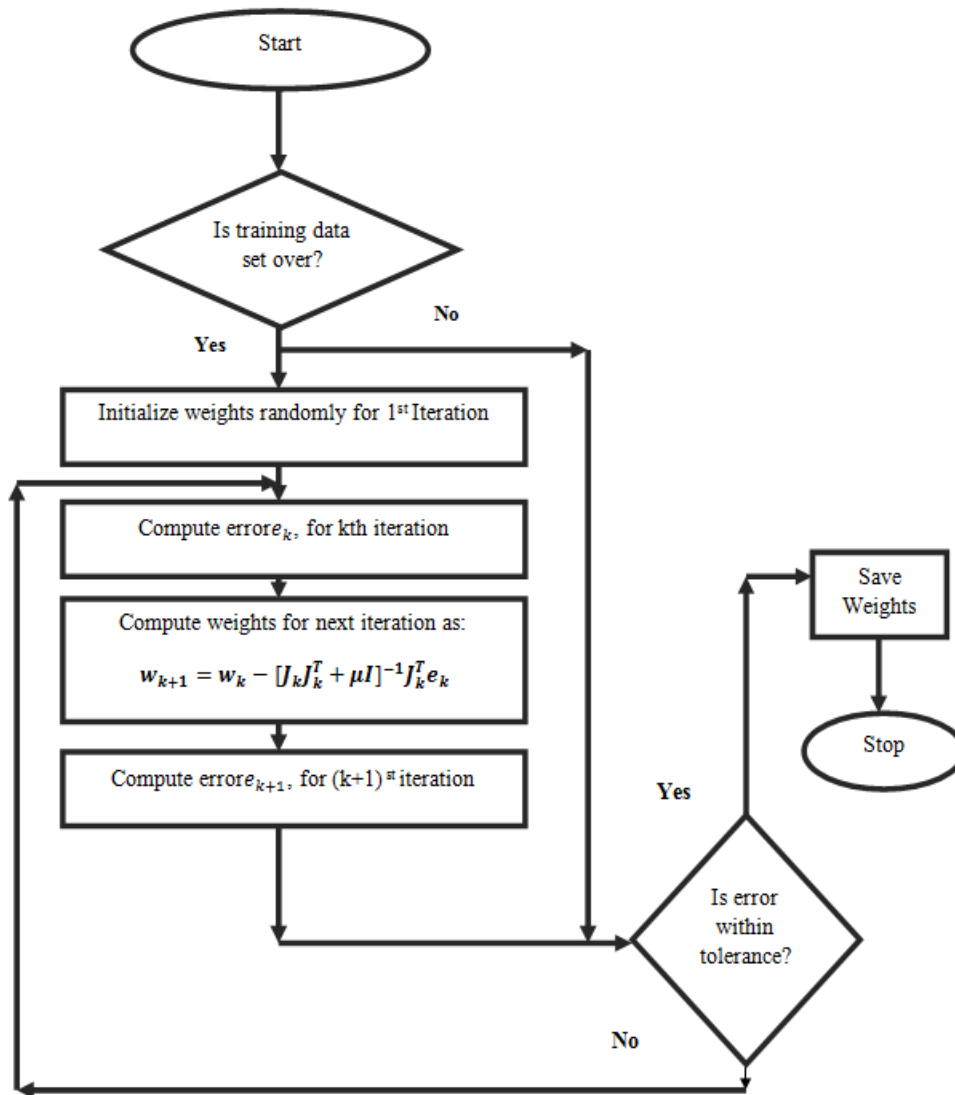 Start
Is training data
set over?
No
Yes
Initialize weights randomly for 1st Iteration
Compute errore_k, for kth iteration
Compute weights for next iteration as:
w_{k+1} = w_k − [J_k J_k^T + μI]^{-1} J_k^T e_k
Compute errore_{k+1}, for (k+1) st iteration
Save
Weights
Stop
Yes
Is error
within
tolerance?
No